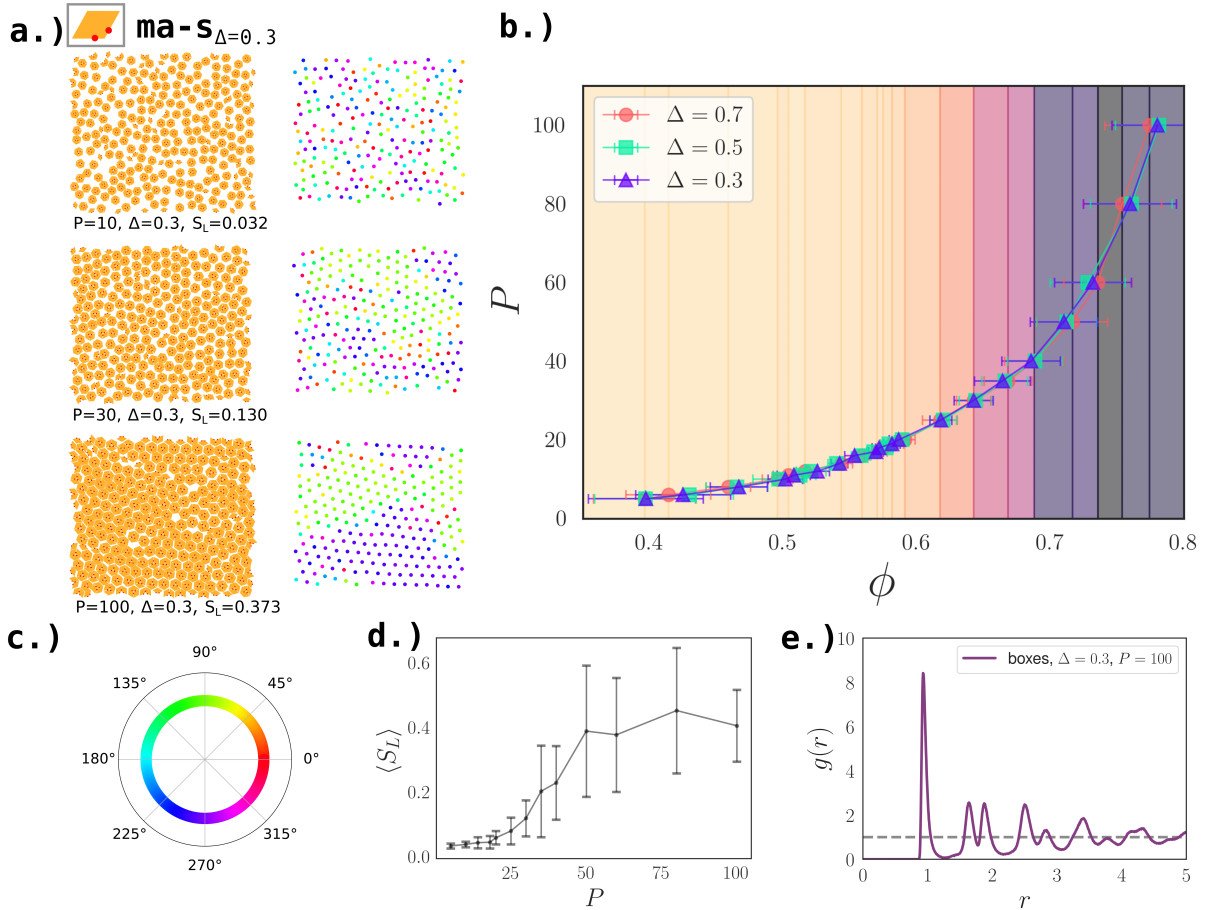 a.)
ma-sΔ=0.3
P=10, Δ=0.3, SL=0.032
P=30, Δ=0.3, SL=0.130
P=100, Δ=0.3, SL=0.373
b.)
P
100
80
60
40
20
0
Δ = 0.7
Δ = 0.5
Δ = 0.3
0.4 0.5 0.6 0.7 0.8
ϕ
c.)
90°
135° 45°
180° 0°
225° 315°
270°
d.)
⟨SL⟩
0.6
0.4
0.2
0.0
25 50 75 100
P
e.)
g(r)
10
8
6
4
2
0
boxes, Δ = 0.3, P = 100
0 1 2 3 4 5
r